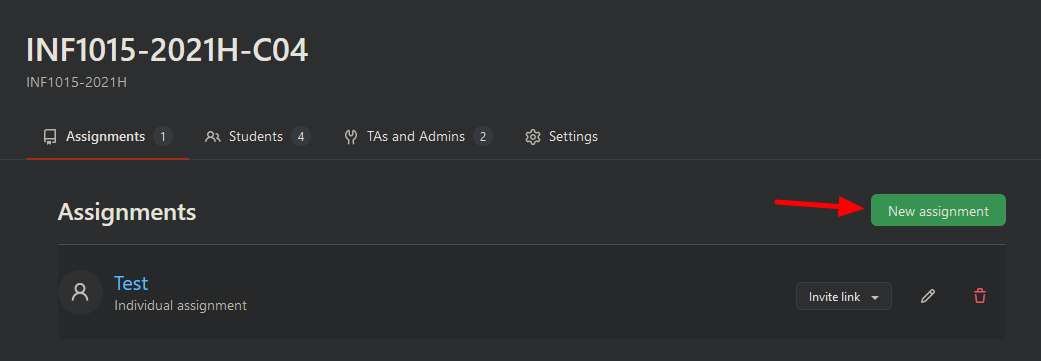 INF1015-2021H-C04
INF1015-2021H
Assignments 1 Students 4 TAs and Admins 2 Settings
Assignments
New assignment
Test
Individual assignment
Invite link